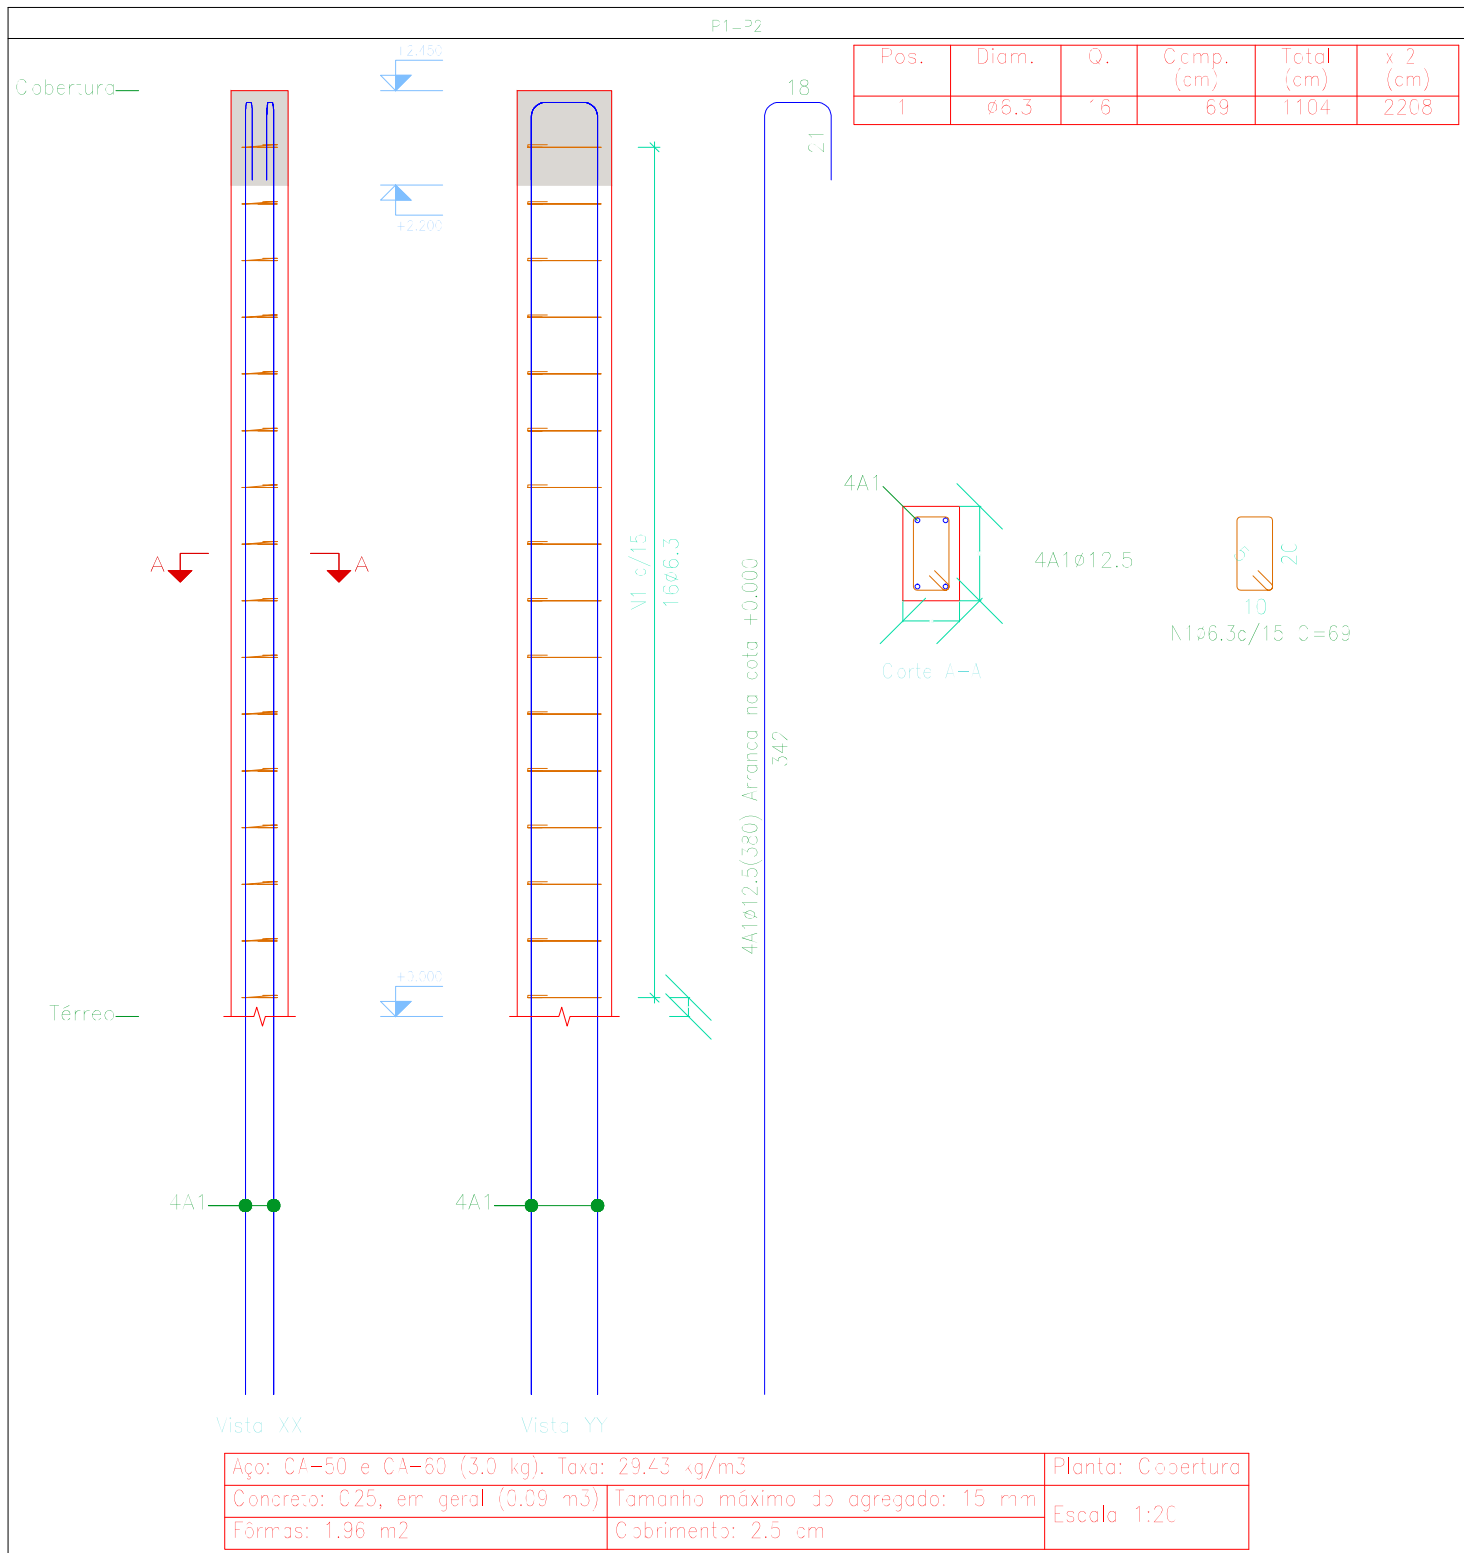 P1-P2
Cobertura
+2.450
+2.200
18
21
Pos.
Diam.
Q.
Comp.
(cm)
Total
(cm)
x 2
(cm)
1
ø6.3
16
69
1104
2208
A
A
N1 c/15
16ø6.3
4A1ø12.5(380) Arranca na cota +0.000
342
4A1
4A1ø12.5
Corte A-A
5
20
10
N1ø6.3c/15 C=69
+0.000
Térreo
4A1
4A1
Vista XX
Vista YY
Aço: CA-50 e CA-60 (3.0 kg). Taxa: 29.43 kg/m3
Planta: Cobertura
Concreto: C25, em geral (0.09 m3)
Tamanho máximo do agregado: 15 mm
Escala 1:20
Fôrmas: 1.96 m2
Cobrimento: 2.5 cm